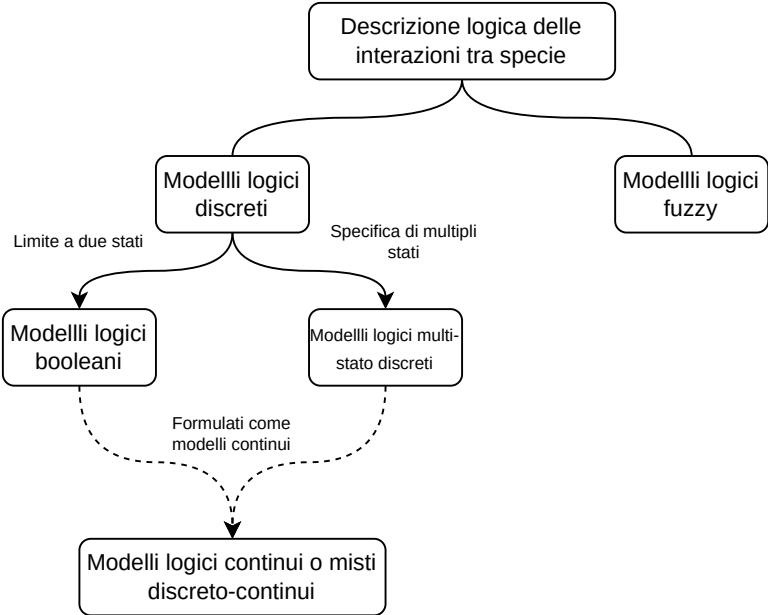 Descrizione logica delle
interazioni tra specie
Modellli logici
discreti
Modellli logici
fuzzy
Limite a due stati
Specifica di multipli
stati
Modellli logici
booleani
Modellli logici multi-
stato discreti
Formulati come
modelli continui
Modelli logici continui o misti
discreto-continui